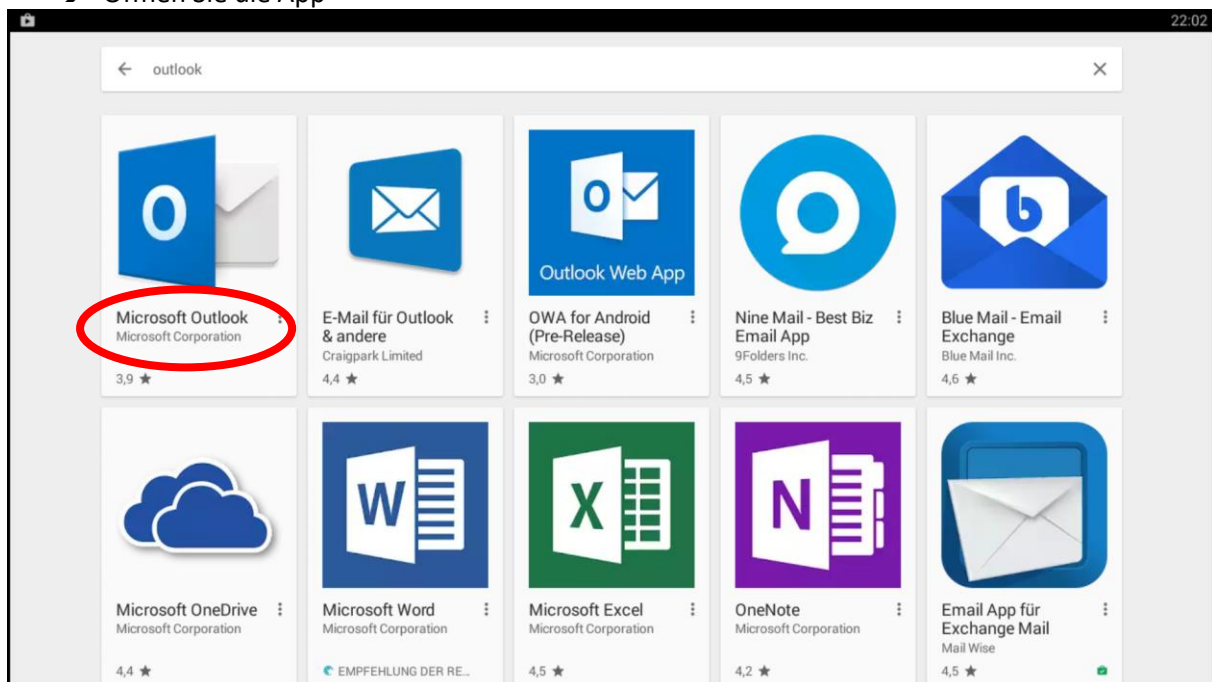 Öffnen Sie die App
22:02
outlook
Outlook Web App
Microsoft Outlook
Microsoft Corporation
3,9 ★
E-Mail für Outlook
& andere
Craigpark Limited
4,4 ★
OWA for Android
(Pre-Release)
Microsoft Corporation
3,0 ★
Nine Mail - Best Biz
Email App
9Folders Inc.
4,5 ★
Blue Mail - Email
Exchange
Blue Mail Inc.
4,6 ★
Microsoft OneDrive
Microsoft Corporation
4,4 ★
Microsoft Word
Microsoft Corporation
EMPFEHLUNG DER RE...
Microsoft Excel
Microsoft Corporation
4,5 ★
OneNote
Microsoft Corporation
4,2 ★
Email App für
Exchange Mail
Mail Wise
4,5 ★